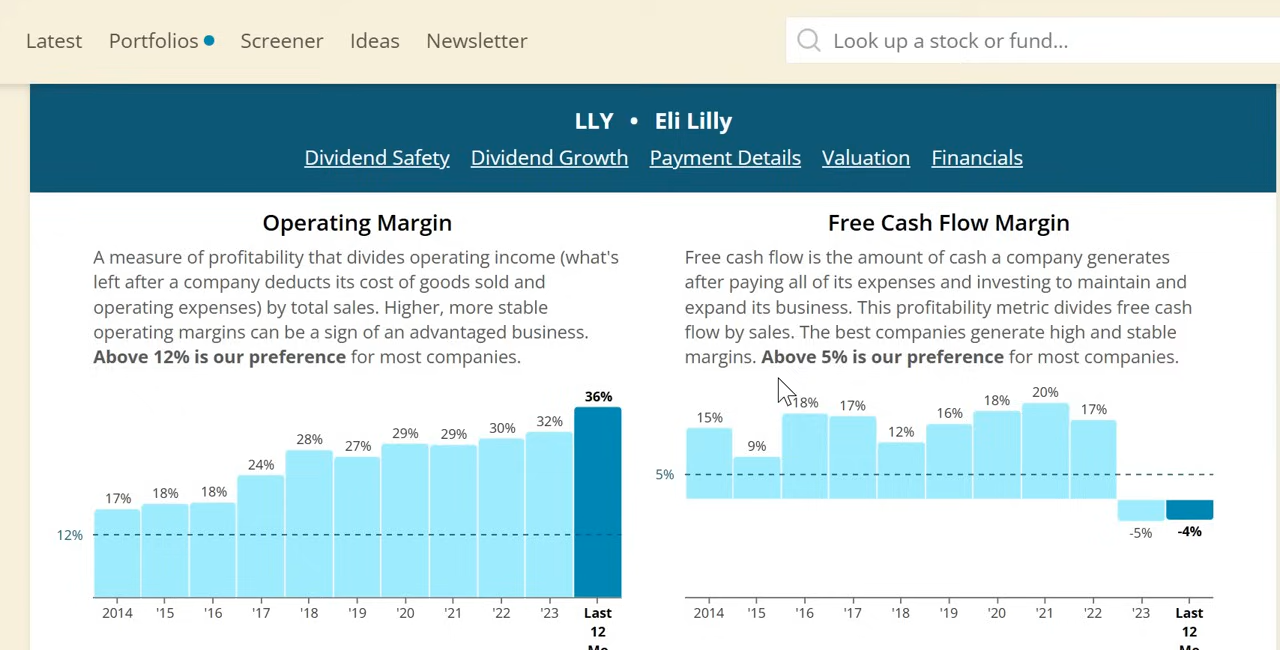 Latest Portfolios Screener Ideas Newsletter
Look up a stock or fund...
LLY • Eli Lilly
Dividend Safety Dividend Growth Payment Details Valuation Financials
Operating Margin
A measure of profitability that divides operating income (what's
left after a company deducts its cost of goods sold and
operating expenses) by total sales. Higher, more stable
operating margins can be a sign of an advantaged business.
Above 12% is our preference for most companies.
17% 18% 18% 24% 28% 27% 29% 29% 30% 32% 36%
12%
2014 '15 '16 '17 '18 '19 '20 '21 '22 '23 Last
12
Mo
Free Cash Flow Margin
Free cash flow is the amount of cash a company generates
after paying all of its expenses and investing to maintain and
expand its business. This profitability metric divides free cash
flow by sales. The best companies generate high and stable
margins. Above 5% is our preference for most companies.
15% 9% 18% 17% 12% 16% 18% 20% 17% -5% -4%
5%
2014 '15 '16 '17 '18 '19 '20 '21 '22 '23 Last
12
Mo